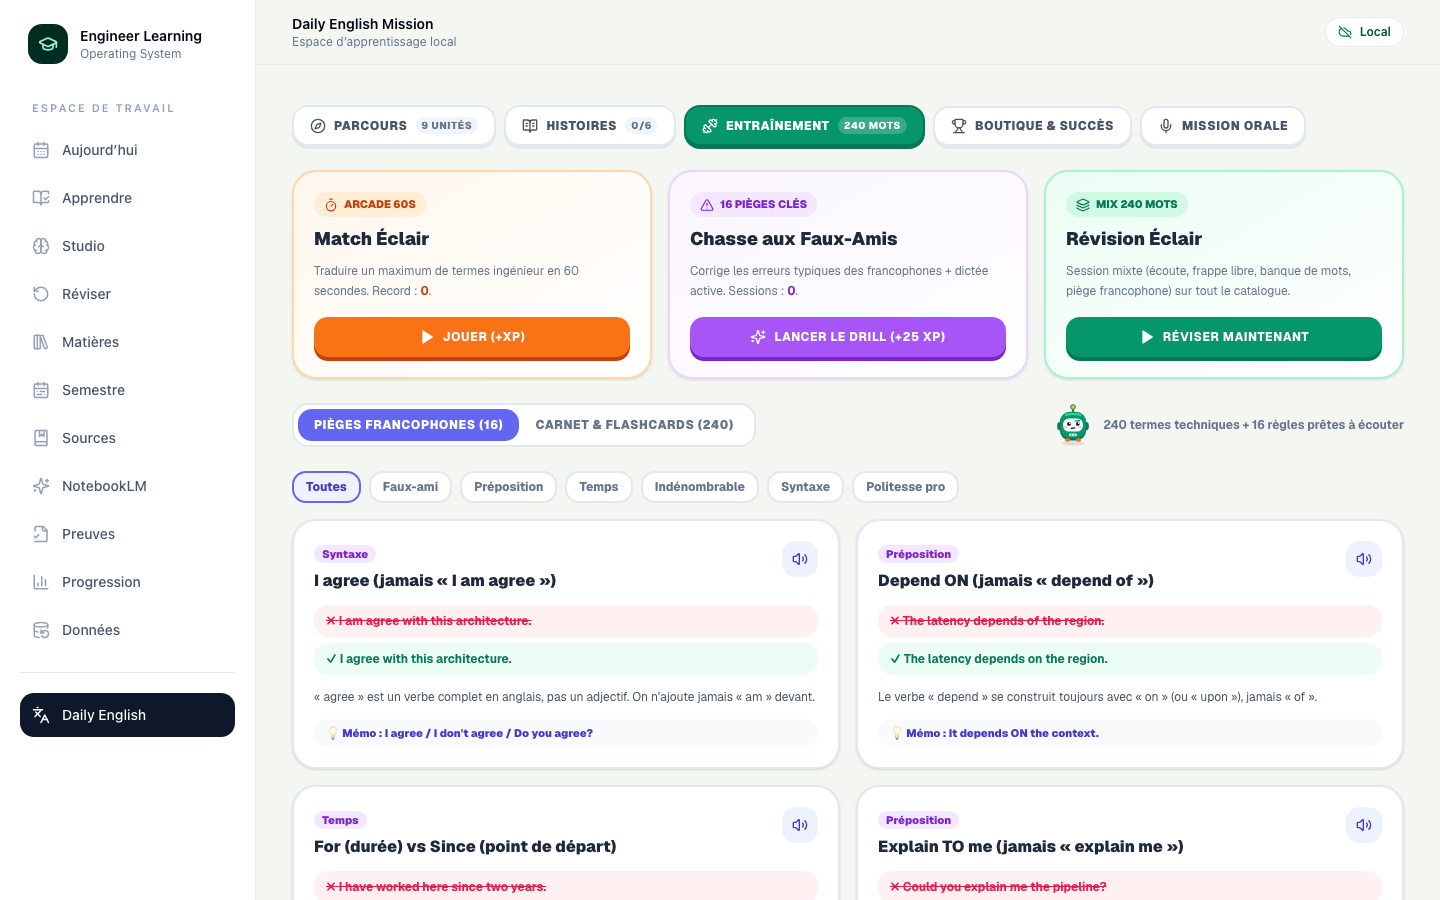 Engineer Learning
Operating System
ESPACE DE TRAVAIL
Aujourd'hui
Apprendre
Studio
Réviser
Matières
Semestre
Sources
NotebookLM
Preuves
Progression
Données
Daily English
Daily English Mission
Espace d'apprentissage local
Local
PARCOURS 9 UNITÉS
HISTOIRES 0/6
ENTRAÎNEMENT 240 MOTS
BOUTIQUE & SUCCÈS
MISSION ORALE
ARCADE 60S
Match Éclair
Traduire un maximum de termes ingénieur en 60
secondes. Record : 0.
JOUER (+XP)
16 PIÈGES CLÉS
Chasse aux Faux-Amis
Corrige les erreurs typiques des francophones + dictée
active. Sessions : 0.
LANCER LE DRILL (+25 XP)
MIX 240 MOTS
Révision Éclair
Session mixte (écoute, frappe libre, banque de mots,
piège francophone) sur tout le catalogue.
RÉVISER MAINTENANT
PIÈGES FRANCOPHONES (16)
CARNET & FLASHCARDS (240)
240 termes techniques + 16 règles prêtes à écouter
Toutes
Faux-ami
Préposition
Temps
Indénombrable
Syntaxe
Politesse pro
Syntaxe
I agree (jamais « I am agree »)
✕ I am agree with this architecture.
✓ I agree with this architecture.
« agree » est un verbe complet en anglais, pas un adjectif. On n'ajoute jamais « am » devant.
💡 Mémo : I agree / I don't agree / Do you agree?
Préposition
Depend ON (jamais « depend of »)
✕ The latency depends of the region.
✓ The latency depends on the region.
Le verbe « depend » se construit toujours avec « on » (ou « upon »), jamais « of ».
💡 Mémo : It depends ON the context.
Temps
For (durée) vs Since (point de départ)
✕ I have worked here since two years.
Préposition
Explain TO me (jamais « explain me »)
✕ Could you explain me the pipeline?